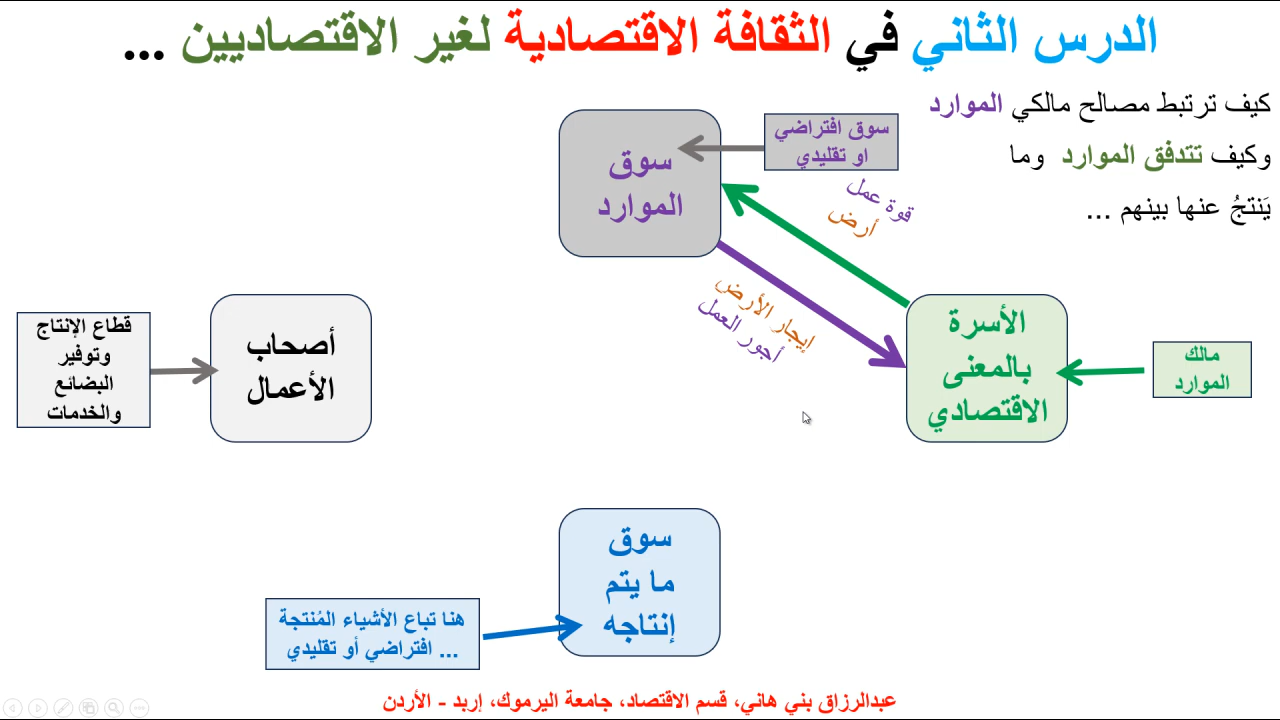 الدرس الثاني في الثقافة الاقتصادية لغير الاقتصاديين ...
كيف ترتبط مصالح مالكي الموارد
وكيف تتدفق الموارد وما
يَنتجُ عنها بينهم ...
سوق افتراضي
او تقليدي
سوق
الموارد
قوة عمل
أرض
إيجار الأرض
أجور العمل
مالك
الموارد
الأسرة
بالمعنى
الاقتصادي
أصحاب
الأعمال
قطاع الإنتاج
وتوفير
البضائع
والخدمات
سوق
ما يتم
إنتاجه
هنا تباع الأشياء المُنتجة
... افتراضي أو تقليدي
عبدالرزاق بني هاني، قسم الاقتصاد، جامعة اليرموك، إربد - الأردن